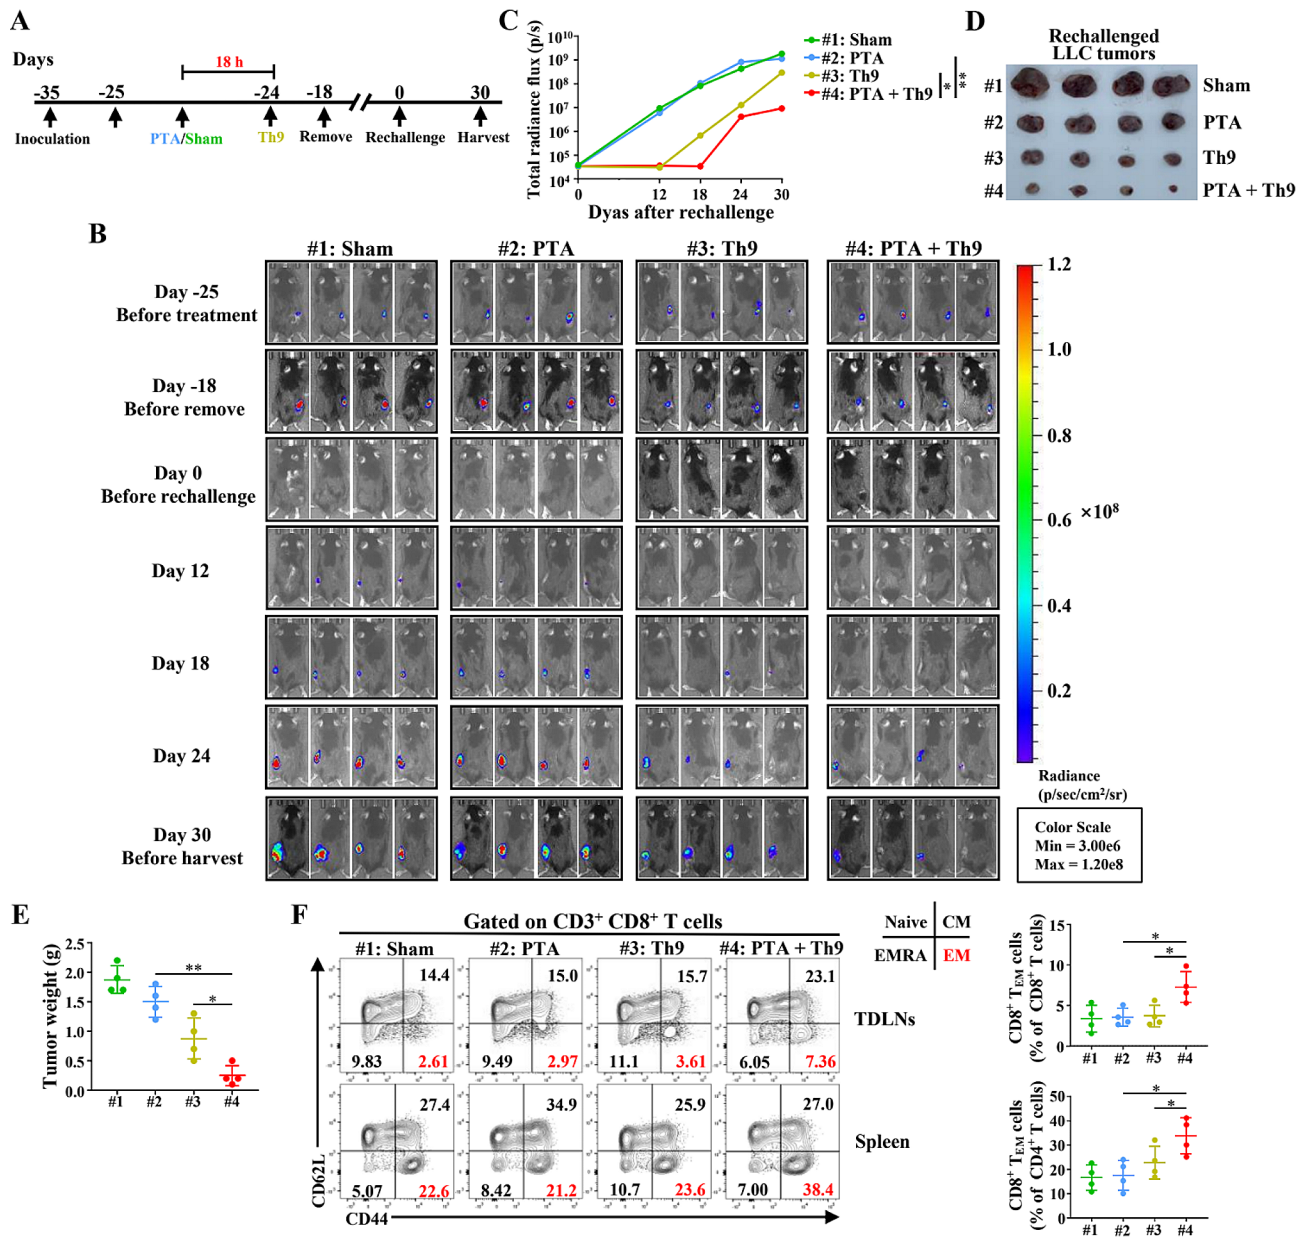 A
Days
18 h
-35 -25 -24 -18 0 30
Inoculation PTA/Sham Th9 Remove Rechallenge Harvest
C
Total radiance flux (p/s)
10¹⁰
10⁹
10⁸
10⁷
10⁶
10⁵
10⁴
0 12 18 24 30
Dyas after rechallenge
#1: Sham
#2: PTA
#3: Th9
#4: PTA + Th9
* **
D
Rechallenged
LLC tumors
#1 Sham
#2 PTA
#3 Th9
#4 PTA + Th9
B
#1: Sham #2: PTA #3: Th9 #4: PTA + Th9
Day -25
Before treatment
Day -18
Before remove
Day 0
Before rechallenge
Day 12
Day 18
Day 24
Day 30
Before harvest
1.2
1.0
0.8
0.6
0.4
0.2
×10⁸
Radiance
(p/sec/cm²/sr)
Color Scale
Min = 3.00e6
Max = 1.20e8
E
Tumor weight (g)
2.5
2.0
1.5
1.0
0.5
0.0
** *
#1 #2 #3 #4
F
Gated on CD3⁺ CD8⁺ T cells
#1: Sham #2: PTA #3: Th9 #4: PTA + Th9
14.4 15.0 15.7 23.1
9.83 2.61 9.49 2.97 11.1 3.61 6.05 7.36
27.4 34.9 25.9 27.0
5.07 22.6 8.42 21.2 10.7 23.6 7.00 38.4
CD62L
CD44
Naive CM
EMRA EM
TDLNs
Spleen
CD8⁺ TEM cells
(% of CD8⁺ T cells)
15
10
5
0
* *
#1 #2 #3 #4
CD8⁺ TEM cells
(% of CD4⁺ T cells)
50
40
30
20
10
0
* *
#1 #2 #3 #4